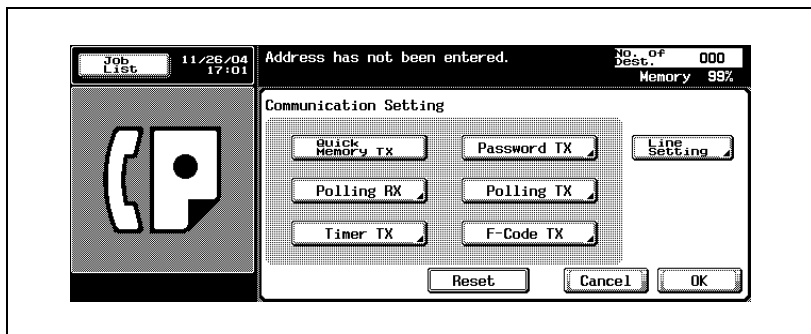 Job List
11/26/04
17:01
Address has not been entered.
No. of Dest.
000
Memory 99%
Communication Setting
Quick Memory TX
Password TX
Line Setting
Polling RX
Polling TX
Timer TX
F-Code TX
Reset
Cancel
OK